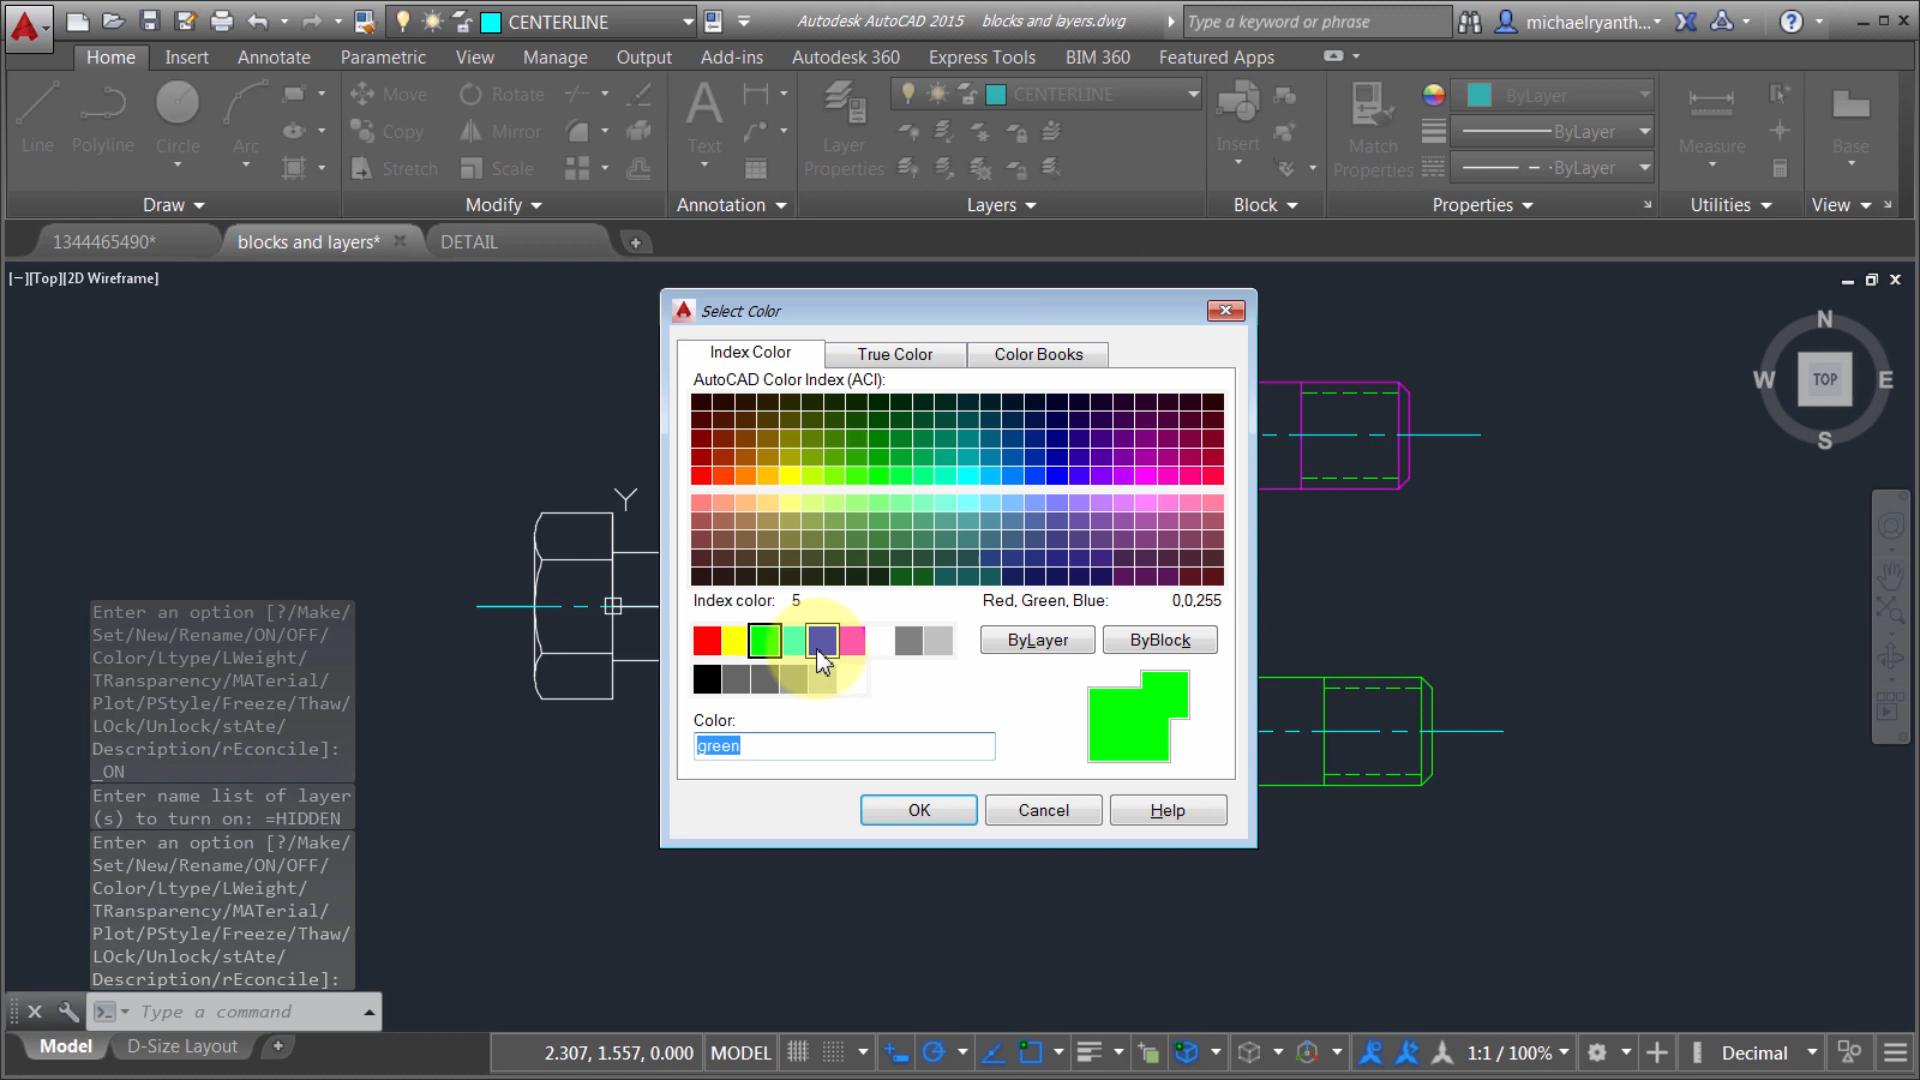 CENTERLINE
Autodesk AutoCAD 2015 blocks and layers.dwg
Type a keyword or phrase
michaelryanth...
Home Insert Annotate Parametric View Manage Output Add-ins Autodesk 360 Express Tools BIM 360 Featured Apps
Line
Polyline
Circle
Arc
Move
Rotate
Copy
Mirror
Stretch
Scale
Text
Layer
Properties
CENTERLINE
Insert
Match
Properties
ByLayer
ByLayer
ByLayer
Measure
Base
Draw
Modify
Annotation
Layers
Block
Properties
Utilities
View
1344465490*
blocks and layers*
DETAIL
[−][Top][2D Wireframe]
N
W
TOP
E
S
Y
Select Color
Index Color
True Color
Color Books
AutoCAD Color Index (ACI):
Index color: 5
Red, Green, Blue: 0,0,255
ByLayer
ByBlock
Color:
green
OK
Cancel
Help
Enter an option [?/Make/
Set/New/Rename/ON/OFF/
Color/Ltype/LWeight/
TRansparency/MATerial/
Plot/PStyle/Freeze/Thaw/
LOck/Unlock/stAte/
Description/rEconcile]:
_ON
Enter name list of layer
(s) to turn on: =HIDDEN
Enter an option [?/Make/
Set/New/Rename/ON/OFF/
Color/Ltype/LWeight/
TRansparency/MATerial/
Plot/PStyle/Freeze/Thaw/
LOck/Unlock/stAte/
Description/rEconcile]:
Type a command
Model
D-Size Layout
2.307, 1.557, 0.000
MODEL
1:1 / 100%
Decimal